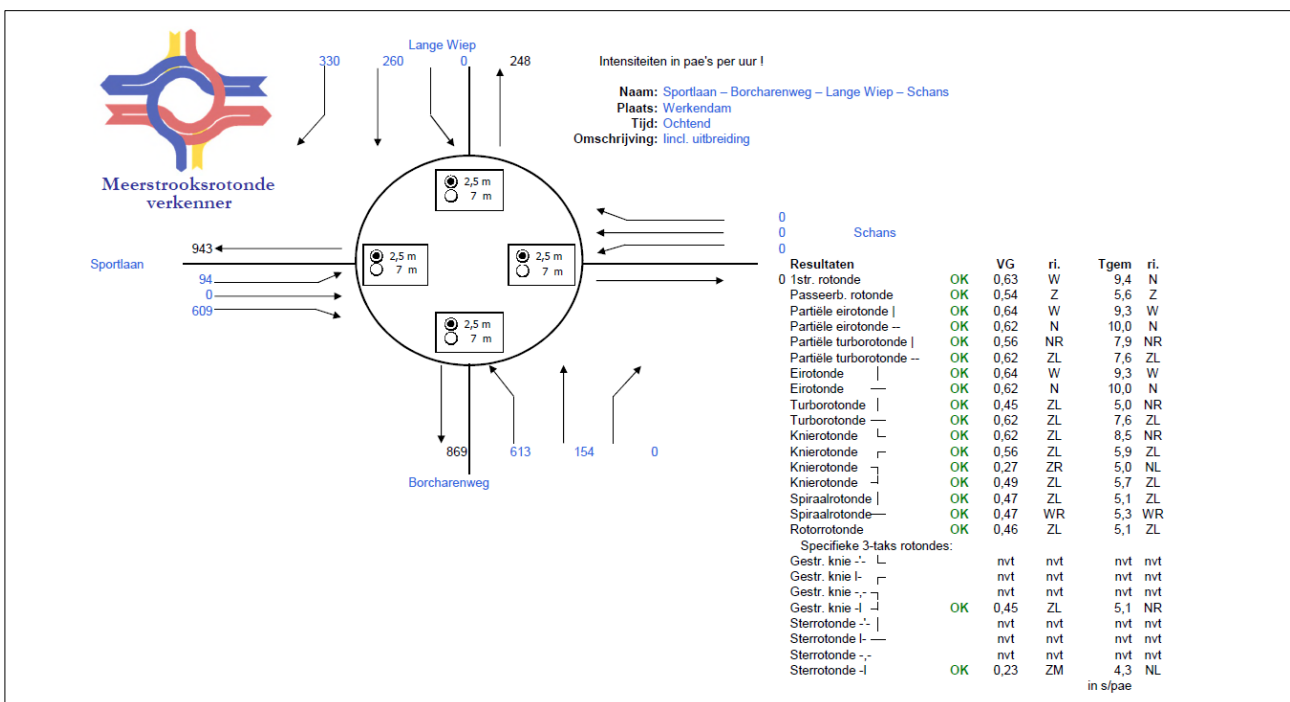 Lange Wiep
330 260 0 248
Intensiteiten in pae's per uur !
Naam: Sportlaan – Borcharenweg – Lange Wiep – Schans
Plaats: Werkendam
Tijd: Ochtend
Omschrijving: Iincl. uitbreiding
Meerstrooksrotonde
verkenner
2,5 m
7 m
943
Sportlaan
94
0
609
2,5 m
7 m
2,5 m
7 m
0
0 Schans
0
0
2,5 m
7 m
869 613 154 0
Borcharenweg
Resultaten VG ri. Tgem ri.
1str. rotonde OK 0,63 W 9,4 N
Passeerb. rotonde OK 0,54 Z 5,6 Z
Partiële eirotonde | OK 0,64 W 9,3 W
Partiële eirotonde -- OK 0,62 N 10,0 N
Partiële turborotonde | OK 0,56 NR 7,9 NR
Partiële turborotonde -- OK 0,62 ZL 7,6 ZL
Eirotonde | OK 0,64 W 9,3 W
Eirotonde — OK 0,62 N 10,0 N
Turborotonde | OK 0,45 ZL 5,0 NR
Turborotonde — OK 0,62 ZL 7,6 ZL
Knierotonde └ OK 0,62 ZL 8,5 NR
Knierotonde ┌ OK 0,56 ZL 5,9 ZL
Knierotonde ┐ OK 0,27 ZR 5,0 NL
Knierotonde ┘ OK 0,49 ZL 5,7 ZL
Spiraalrotonde | OK 0,47 ZL 5,1 ZL
Spiraalrotonde — OK 0,47 WR 5,3 WR
Rotorrotonde OK 0,46 ZL 5,1 ZL
Specifieke 3-taks rotondes:
Gestr. knie -'- └ nvt nvt nvt nvt
Gestr. knie I- ┌ nvt nvt nvt nvt
Gestr. knie -,- ┐ nvt nvt nvt nvt
Gestr. knie -I ┘ OK 0,45 ZL 5,1 NR
Sterrotonde -'- | nvt nvt nvt nvt
Sterrotonde I- — nvt nvt nvt nvt
Sterrotonde -,- nvt nvt nvt nvt
Sterrotonde -I OK 0,23 ZM 4,3 NL
in s/pae